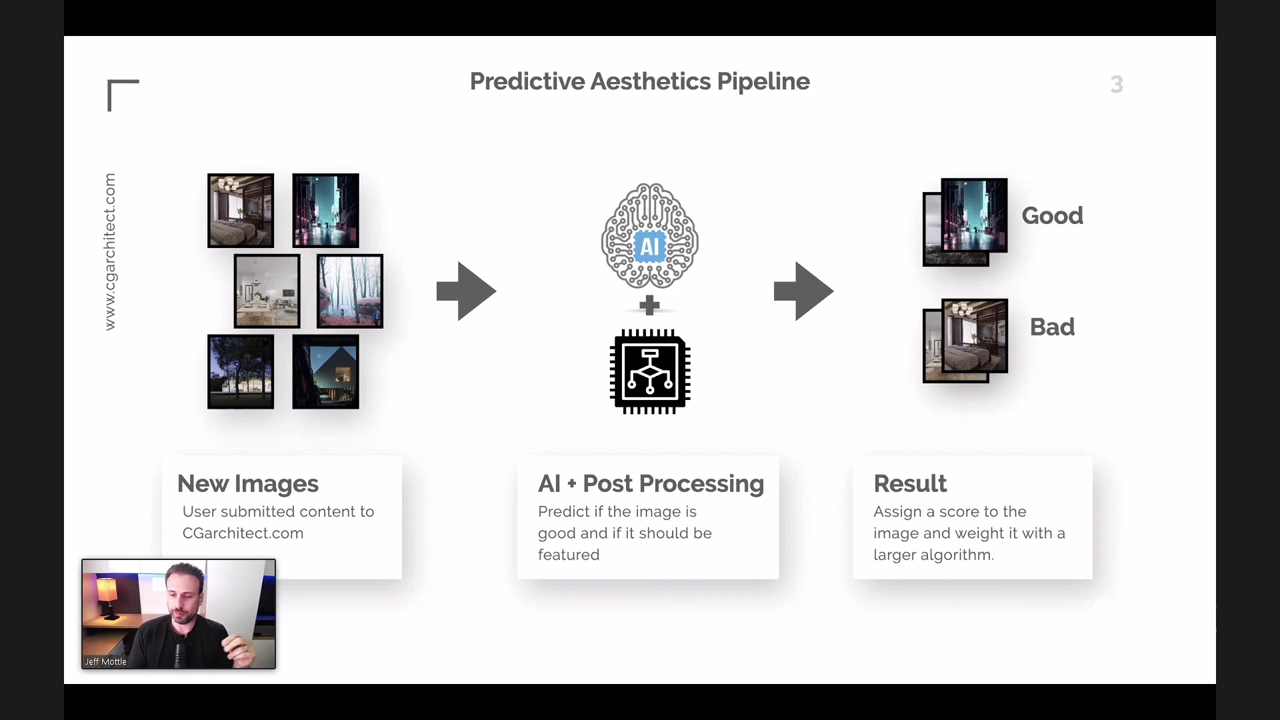 Predictive Aesthetics Pipeline
3
www.cgarchitect.com
AI
Good
Bad
New Images
User submitted content to
CGarchitect.com
AI + Post Processing
Predict if the image is
good and if it should be
featured
Result
Assign a score to the
image and weight it with a
larger algorithm.
Jeff Mottle